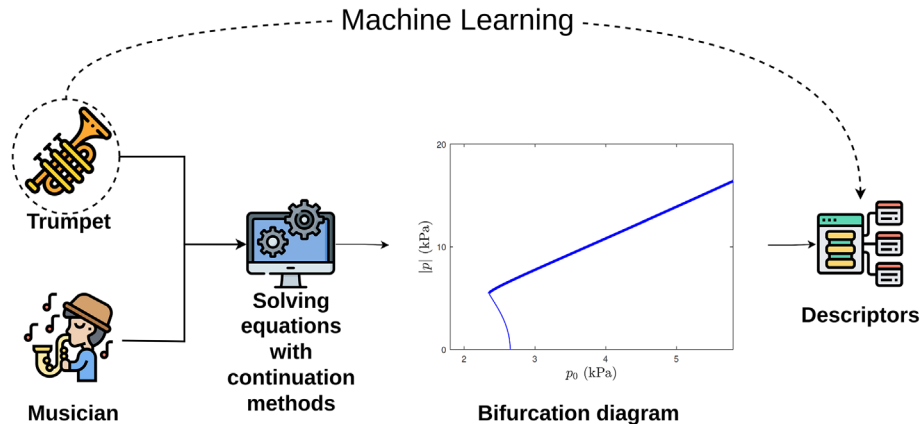 Machine Learning
Trumpet
Musician
Solving
equations
with
continuation
methods
20
10
0
|p| (kPa)
2
3
4
5
p₀ (kPa)
Bifurcation diagram
Descriptors